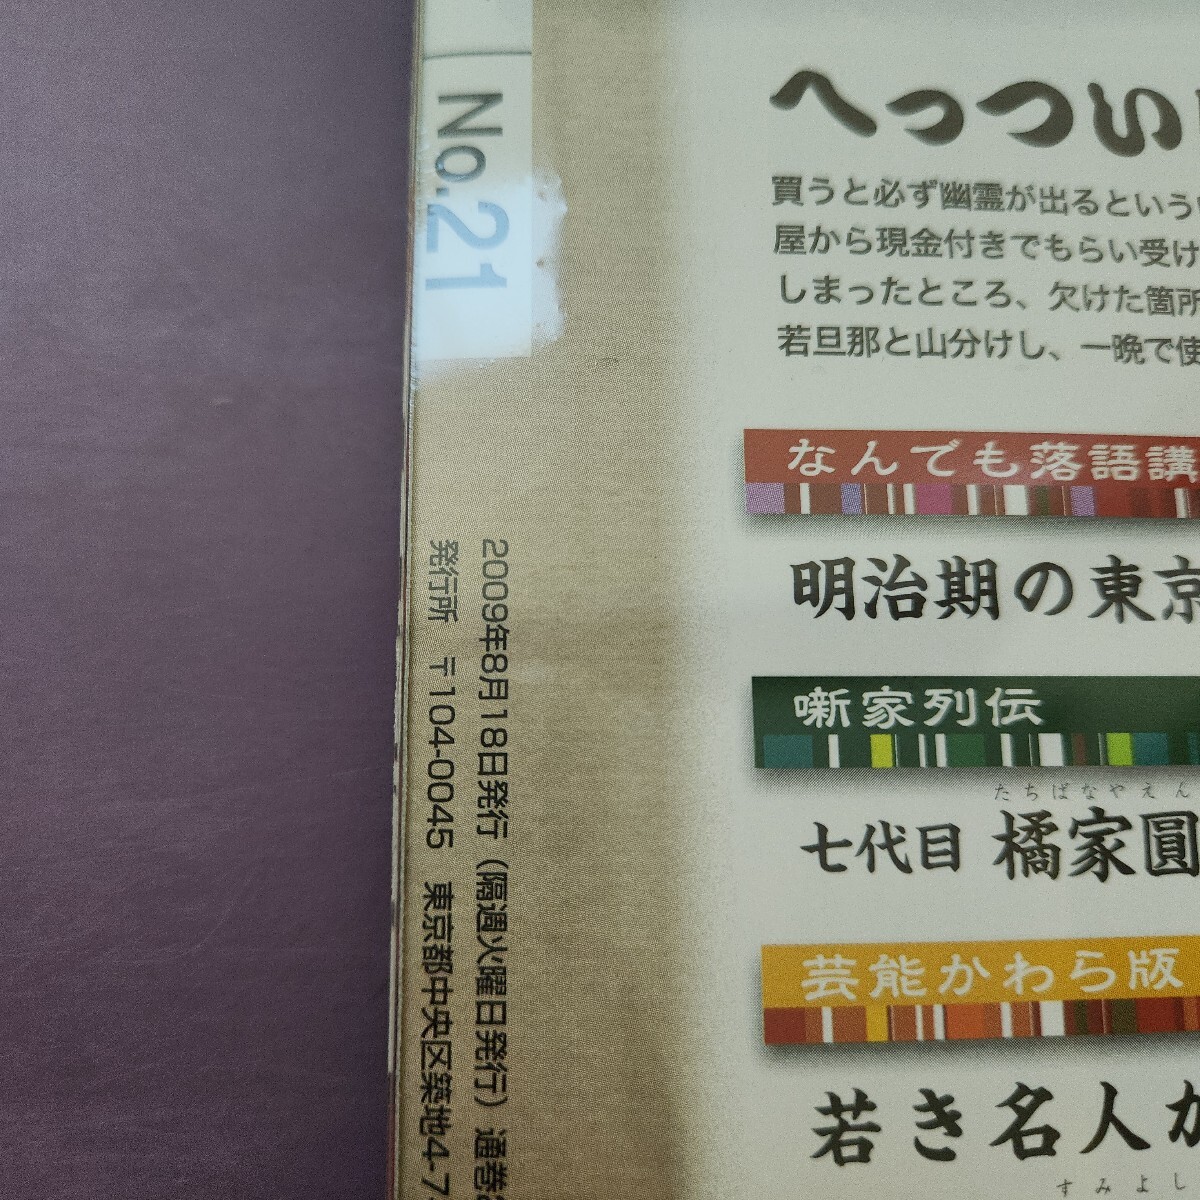 No.21
2009年8月18日発行（隔週火曜日発行）通巻
発行所 〒104-0045 東京都中央区築地4-7
へっつい
買うと必ず幽霊が出るという
屋から現金付きでもらい受け
しまったところ、欠けた箇所
若旦那と山分けし、一晩で使
なんでも落語講
明治期の東京
噺家列伝
たちばなやえん
七代目 橘家圓
芸能かわら版
若き名人か
すみよし